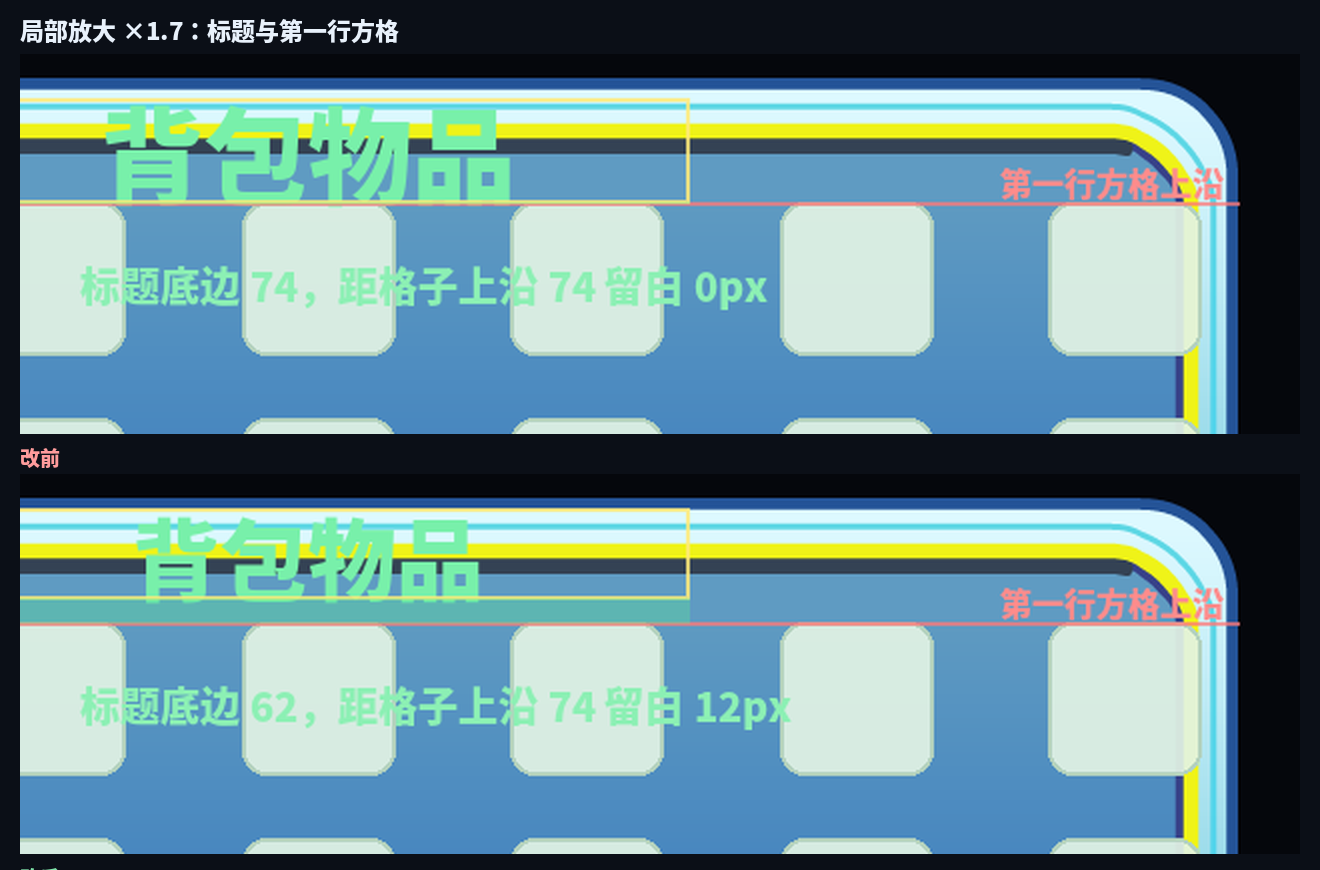 局部放大 ×1.7：标题与第一行方格
背包物品
第一行方格上沿
标题底边 74，距格子上沿 74 留白 0px
改前
背包物品
第一行方格上沿
标题底边 62，距格子上沿 74 留白 12px